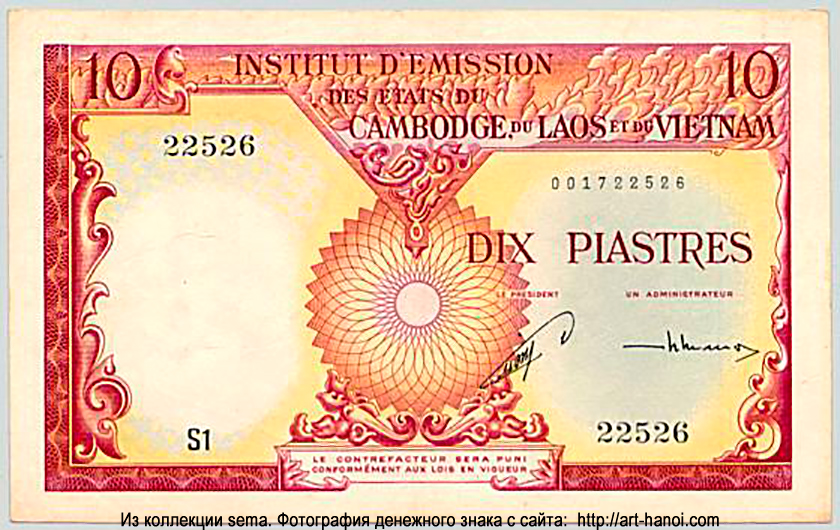 10 INSTITUT D'EMISSION 10
DES ETATS DU
CAMBODGE, DU LAOS ET DU VIETNAM
22526
001722526
DIX PIASTRES
LE PRESIDENT UN ADMINISTRATEUR
S1 22526
LE CONTREFACTEUR SERA PUNI
CONFORMÉMENT AUX LOIS EN VIGUEUR
Из коллекции sema. Фотография денежного знака с сайта: http://art-hanoi.com